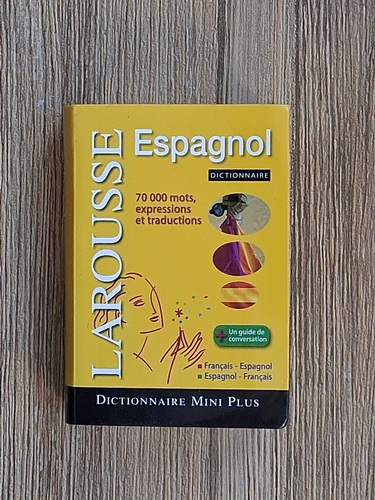 LAROUSSE
Espagnol
DICTIONNAIRE
70 000 mots,
expressions
et traductions
+ Un guide de
conversation
Français - Espagnol
Espagnol - Français
DICTIONNAIRE MINI PLUS